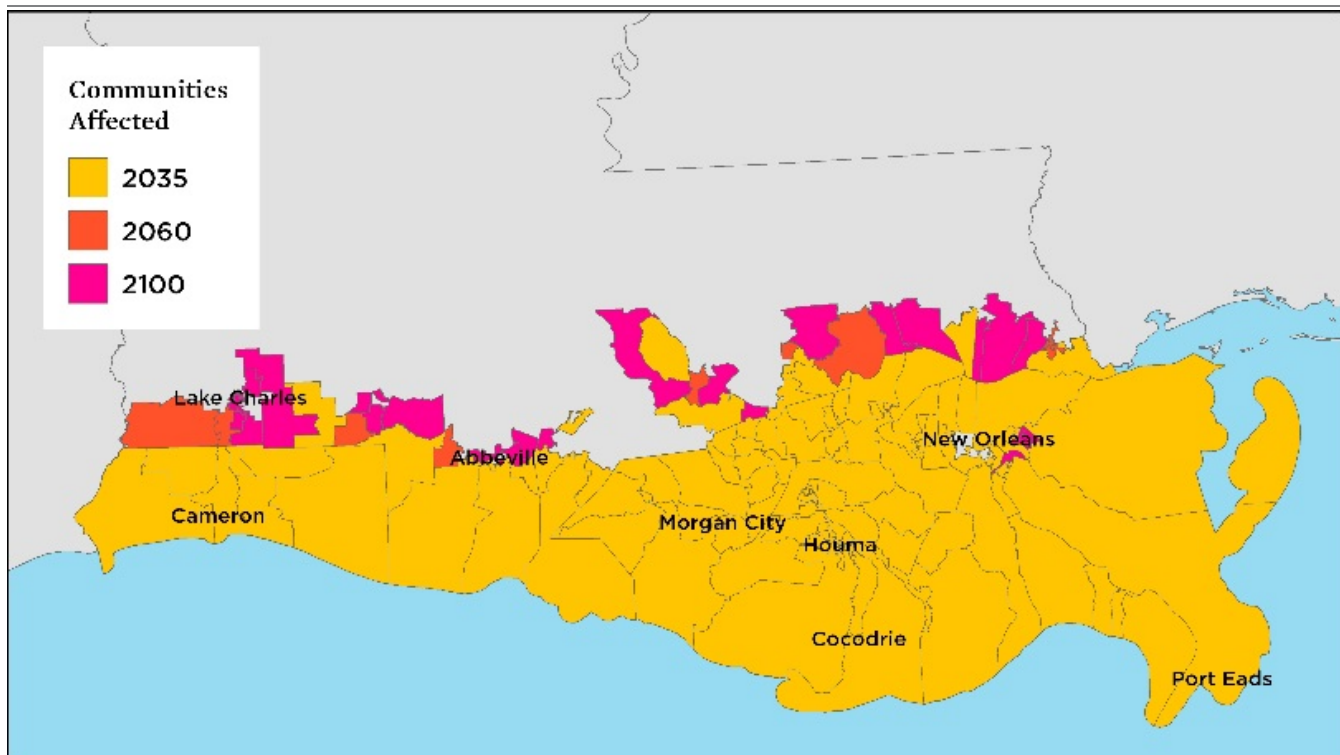 Communities
Affected
2035
2060
2100
Lake Charles
Abbeville
New Orleans
Cameron
Morgan City
Houma
Cocodrie
Port Eads